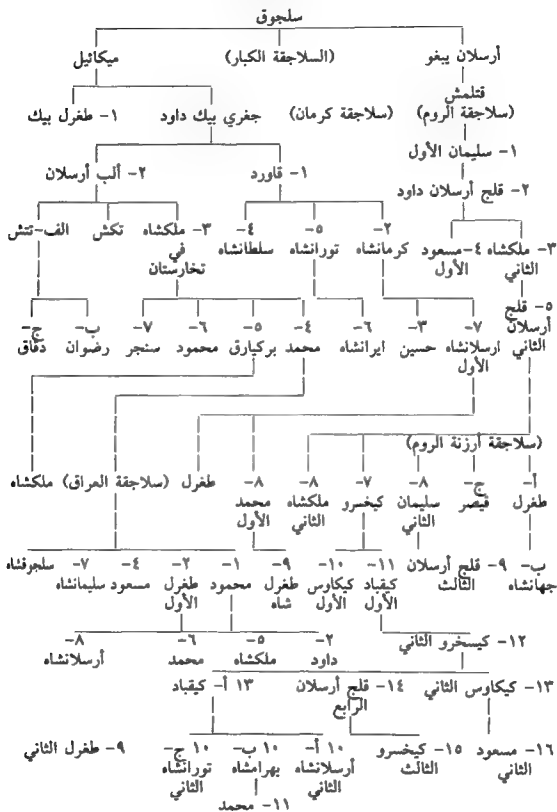 سلجوق
أرسلان يبغو (السلاجقة الكبار) ميكائيل
قتلمش
(سلاجقة الروم) (سلاجقة كرمان) جغري بيك داود ١- طغرل بيك
١- سليمان الأول
١- قاورد ٢- ألب أرسلان
٢- قلج أرسلان داود
٣- ملكشاه ٤- مسعود ٢- ٥- ٤- ٣- ملكشاه تكش الف-تتش
الثاني الأول كرمانشاه تورانشاه سلطانشاه في
تخارستان
٥- قلج ٧- ٣- ٦- ٤- ٥- ٦- ٧- ب- ج-
أرسلان ارسلانشاه حسين ايرانشاه محمد بركيارق محمود سنجر رضوان دقاق
الثاني الأول
(سلاجقة أرزنة الروم)
أ- ج- ٨- ٧- ٨- ٨- طغرل (سلاجقة العراق) ملكشاه
طغرل قيصر سليمان كيخسرو ملكشاه محمد
الثاني الثاني الأول
ب- ٩- قلج أرسلان ١١- ١٠- ٩- ١- ٢- ٤- ٧- سلجوقشاه
جهانشاه الثالث كيقباد كيكاوس طغرل محمود طغرل مسعود سليمانشاه
الأول الأول شاه الأول
١٢- كيسخرو الثاني ٢- ٥- ٦- ٨-
داود ملكشاه محمد أرسلانشاه
١٣- كيكاوس الثاني ١٤- قلج أرسلان ١٣ أ- كيقباد
الرابع
١٦- مسعود ١٥- كيخسرو ١٠ أ- ١٠ ب- ١٠ ج- ٩- طغرل الثاني
الثاني الثالث أرسلانشاه بهرامشاه تورانشاه
الثاني الثاني
١١- محمد